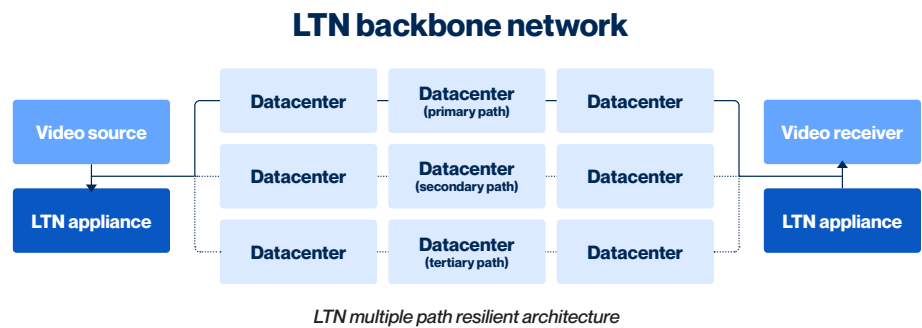 LTN backbone network
Video source
LTN appliance
Datacenter
Datacenter
(primary path)
Datacenter
Datacenter
Datacenter
(secondary path)
Datacenter
Datacenter
Datacenter
(tertiary path)
Datacenter
Video receiver
LTN appliance
LTN multiple path resilient architecture